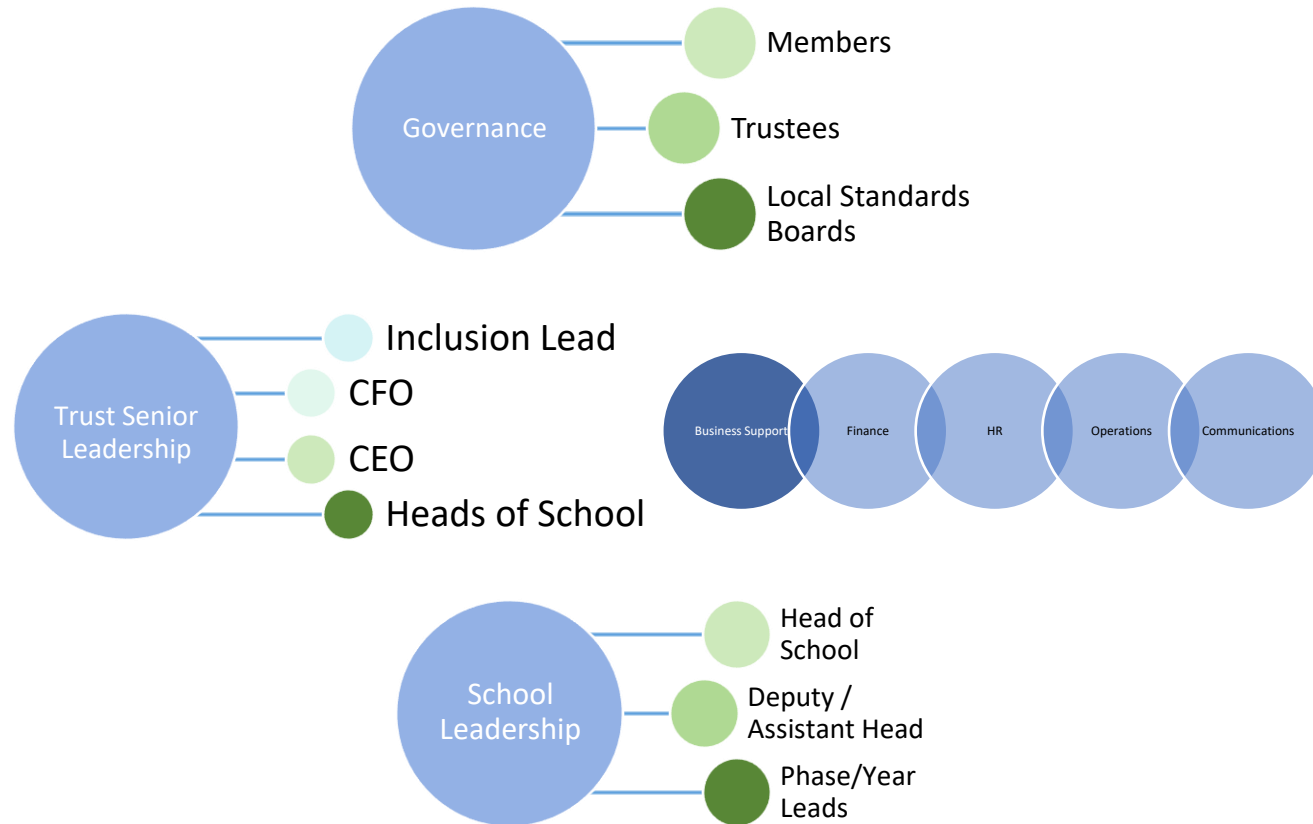 Members
Governance
Trustees
Local Standards
Boards
Inclusion Lead
CFO
Trust Senior
Leadership
CEO
Heads of School
Business Support
Finance
HR
Operations
Communications
Head of
School
School
Leadership
Deputy /
Assistant Head
Phase/Year
Leads